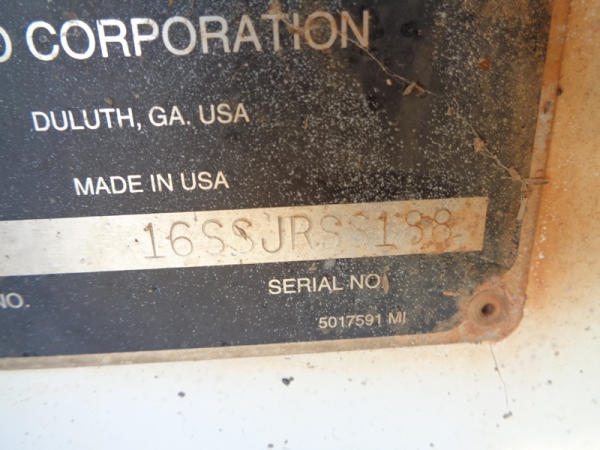 CORPORATION
DULUTH, GA. USA
MADE IN USA
16SSJRSS188
NO.
SERIAL NO.
5017591 MI